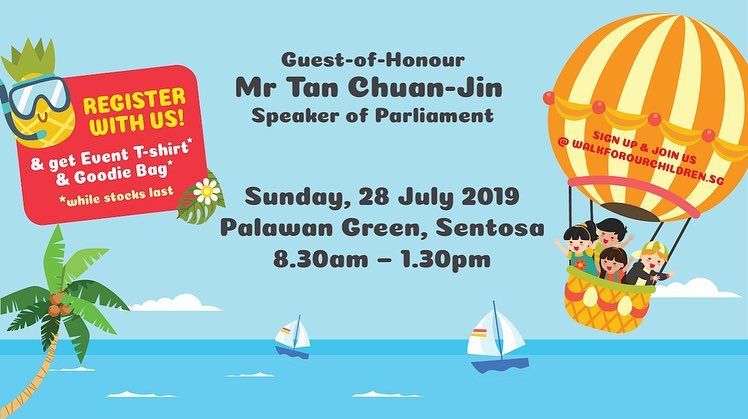 REGISTER
WITH US!
& get Event T-shirt*
& Goodie Bag*
*while stocks last
Guest-of-Honour
Mr Tan Chuan-Jin
Speaker of Parliament
Sunday, 28 July 2019
Palawan Green, Sentosa
8.30am – 1.30pm
SIGN UP & JOIN US
@ WALKFOROURCHILDREN.SG